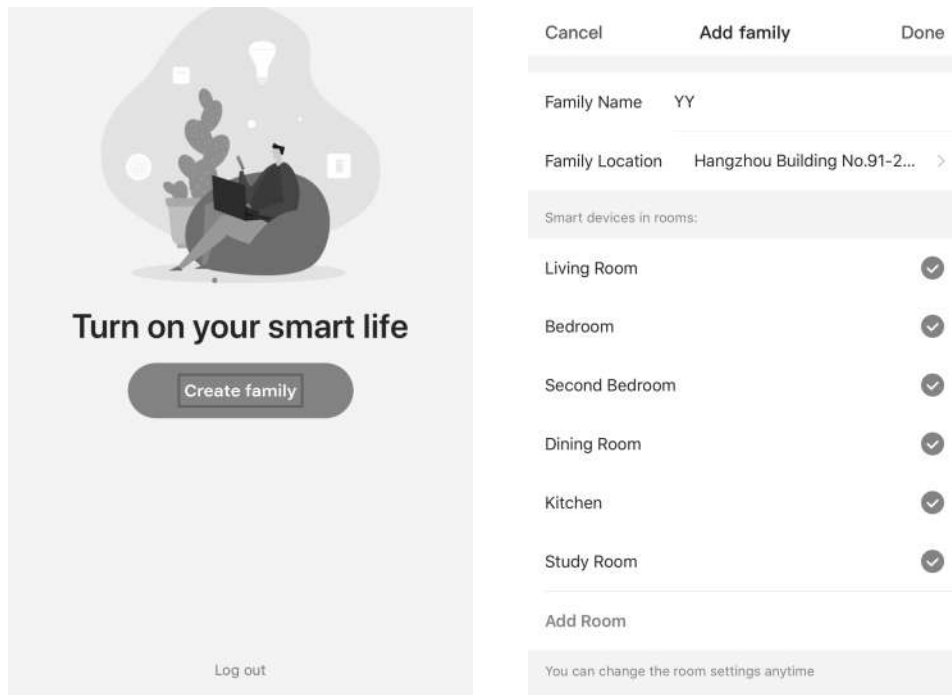 Turn on your smart life
Create family
Log out
Cancel Add family Done
Family Name YY
Family Location Hangzhou Building No.91-2... >
Smart devices in rooms:
Living Room
Bedroom
Second Bedroom
Dining Room
Kitchen
Study Room
Add Room
You can change the room settings anytime